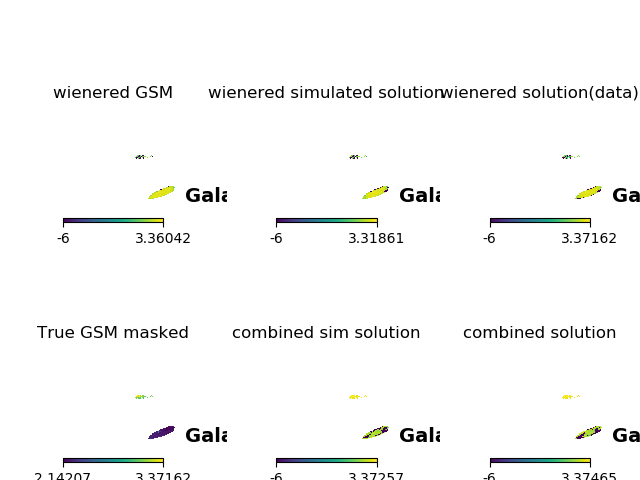 wienered GSM wienered simulated solution wienered solution(data)
Gala Gala Ga
-6 3.36042 -6 3.31861 -6 3.37162
True GSM masked combined sim solution combined solution
Gala Gala Ga
2.14207 3.37162 -6 3.37257 -6 3.37465